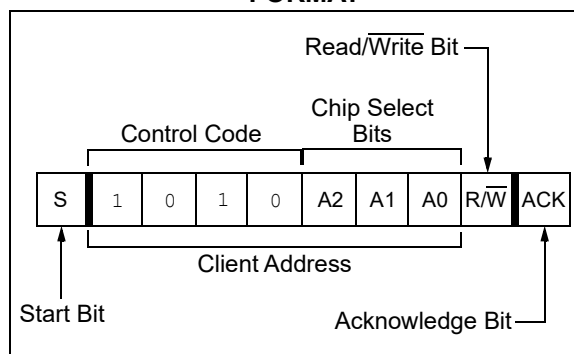 Read/Write Bit
Chip Select
Bits
Control Code
S 1 0 1 0 A2 A1 A0 R/W ACK
Client Address
Start Bit
Acknowledge Bit